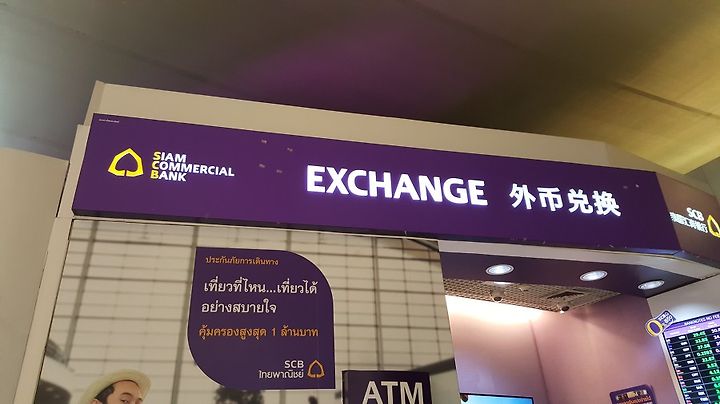 SIAM
COMMERCIAL
BANK
EXCHANGE 外币兑换
SCB
ประกันภัยการเดินทาง
เที่ยวที่ไหน...เที่ยวได้
อย่างสบายใจ
คุ้มครองสูงสุด 1 ล้านบาท
SCB
ไทยพาณิชย์
ATM